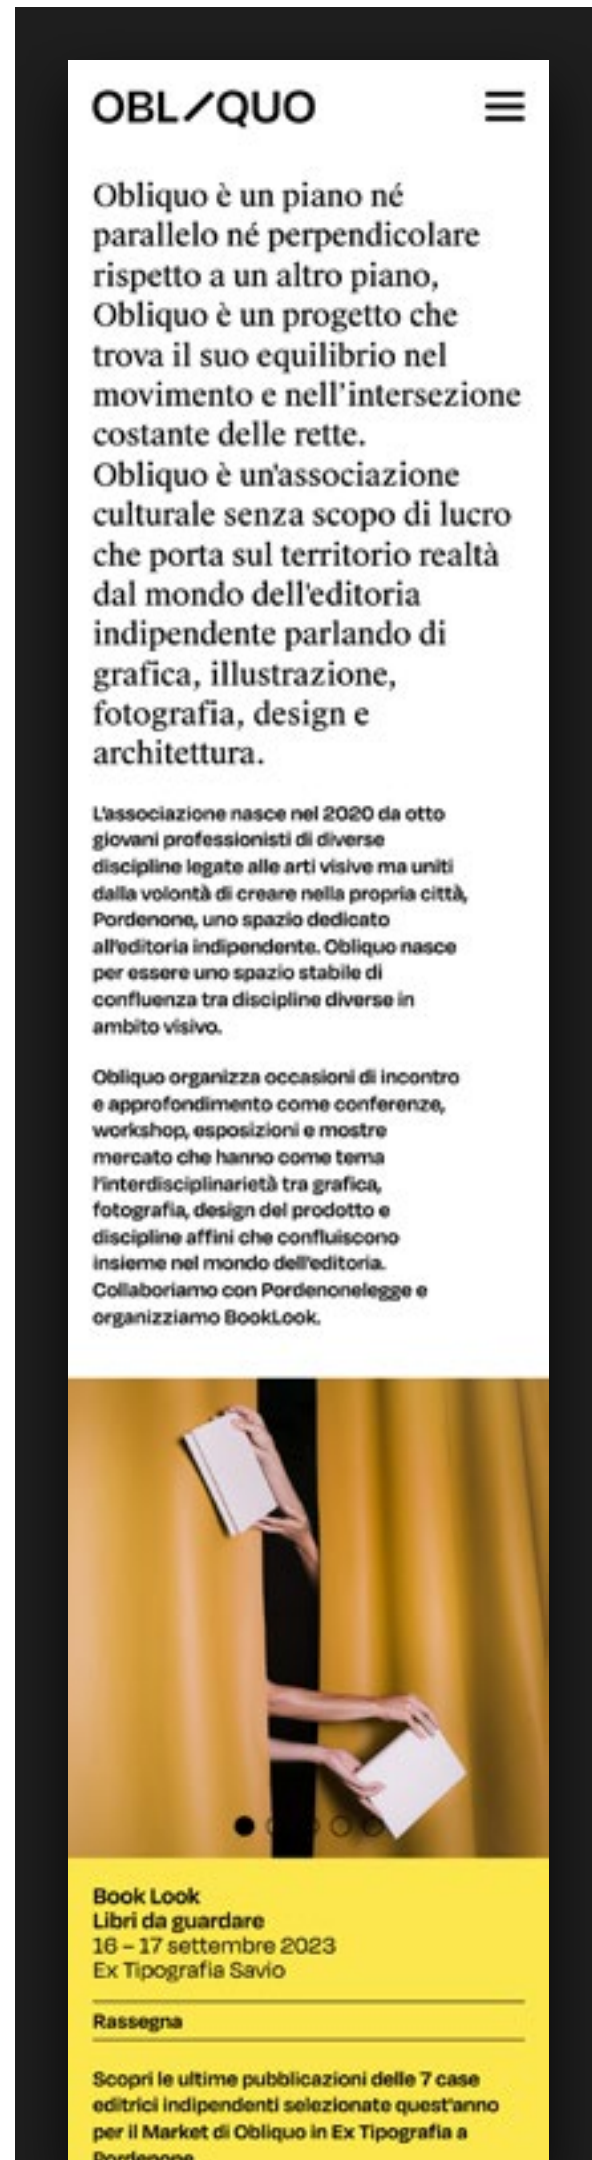 OBL/QUO
Obliquo è un piano né
parallelo né perpendicolare
rispetto a un altro piano,
Obliquo è un progetto che
trova il suo equilibrio nel
movimento e nell'intersezione
costante delle rette.
Obliquo è un'associazione
culturale senza scopo di lucro
che porta sul territorio realtà
dal mondo dell'editoria
indipendente parlando di
grafica, illustrazione,
fotografia, design e
architettura.
L'associazione nasce nel 2020 da otto
giovani professionisti di diverse
discipline legate alle arti visive ma uniti
dalla volontà di creare nella propria città,
Pordenone, uno spazio dedicato
all'editoria indipendente. Obliquo nasce
per essere uno spazio stabile di
confluenza tra discipline diverse in
ambito visivo.
Obliquo organizza occasioni di incontro
e approfondimento come conferenze,
workshop, esposizioni e mostre
mercato che hanno come tema
l'interdisciplinarietà tra grafica,
fotografia, design del prodotto e
discipline affini che confluiscono
insieme nel mondo dell'editoria.
Collaboriamo con Pordenonelegge e
organizziamo BookLook.
Book Look
Libri da guardare
16 – 17 settembre 2023
Ex Tipografia Savio
Rassegna
Scopri le ultime pubblicazioni delle 7 case
editrici indipendenti selezionate quest'anno
per il Market di Obliquo in Ex Tipografia a
Pordenone